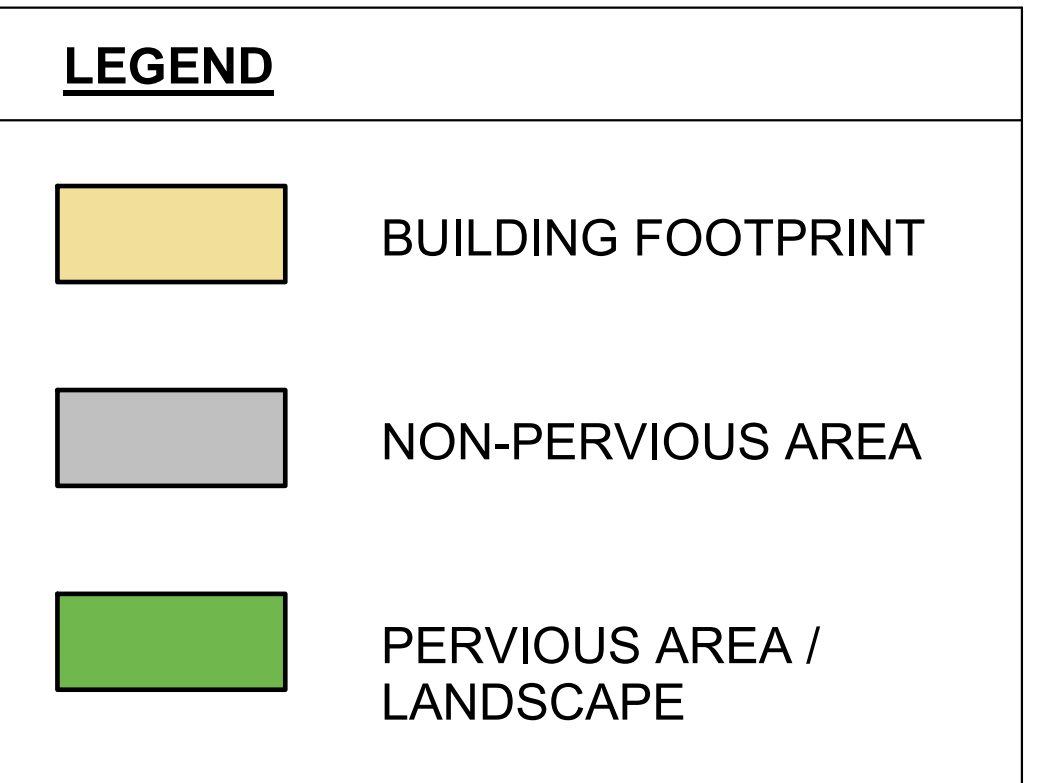 LEGEND
BUILDING FOOTPRINT
NON-PERVIOUS AREA
PERVIOUS AREA /
LANDSCAPE